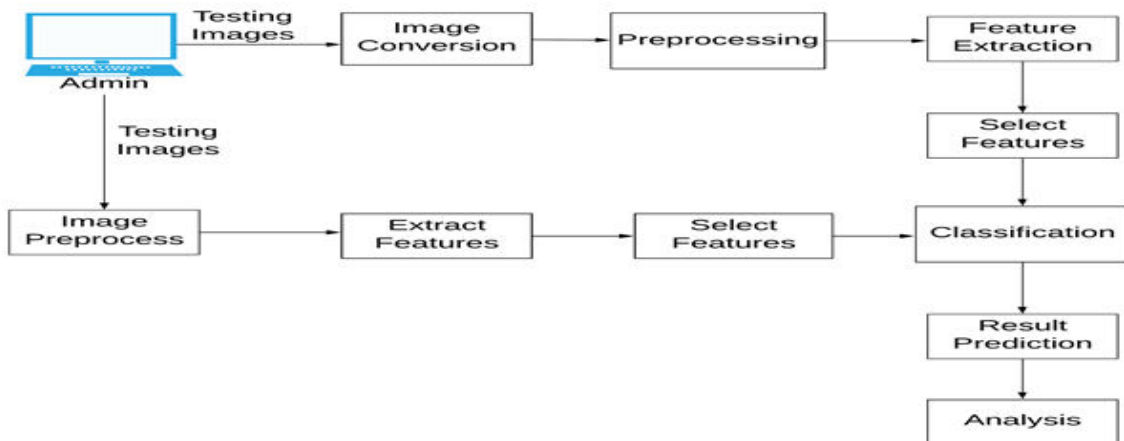 Testing
Images
Image
Conversion
Preprocessing
Feature
Extraction
Admin
Testing
Images
Select
Features
Image
Preprocess
Extract
Features
Select
Features
Classification
Result
Prediction
Analysis